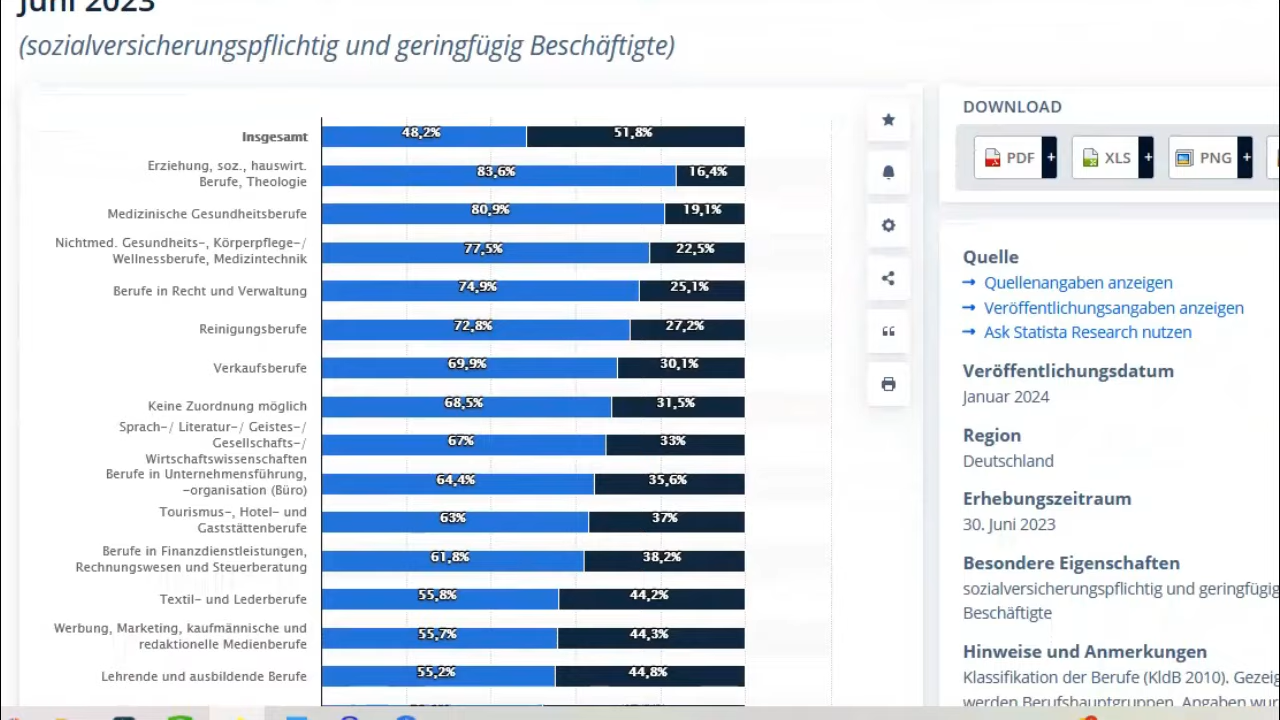 Juni 2023
(sozialversicherungspflichtig und geringfügig Beschäftigte)
Insgesamt
48,2%
51,8%
Erziehung, soz., hauswirt.
Berufe, Theologie
83,6%
16,4%
Medizinische Gesundheitsberufe
80,9%
19,1%
Nichtmed. Gesundheits-, Körperpflege-/
Wellnessberufe, Medizintechnik
77,5%
22,5%
Berufe in Recht und Verwaltung
74,9%
25,1%
Reinigungsberufe
72,8%
27,2%
Verkaufsberufe
69,9%
30,1%
Keine Zuordnung möglich
68,5%
31,5%
Sprach-/ Literatur-/ Geistes-/
Gesellschafts-/
Wirtschaftswissenschaften
67%
33%
Berufe in Unternehmensführung,
-organisation (Büro)
64,4%
35,6%
Tourismus-, Hotel- und
Gaststättenberufe
63%
37%
Berufe in Finanzdienstleistungen,
Rechnungswesen und Steuerberatung
61,8%
38,2%
Textil- und Lederberufe
55,8%
44,2%
Werbung, Marketing, kaufmännische und
redaktionelle Medienberufe
55,7%
44,3%
Lehrende und ausbildende Berufe
55,2%
44,8%
DOWNLOAD
PDF +
XLS +
PNG +
Quelle
→ Quellenangaben anzeigen
→ Veröffentlichungsangaben anzeigen
→ Ask Statista Research nutzen
Veröffentlichungsdatum
Januar 2024
Region
Deutschland
Erhebungszeitraum
30. Juni 2023
Besondere Eigenschaften
sozialversicherungspflichtig und geringfügig
Beschäftigte
Hinweise und Anmerkungen
Klassifikation der Berufe (KldB 2010). Gezeig
werden Berufshauptgruppen. Angaben wur